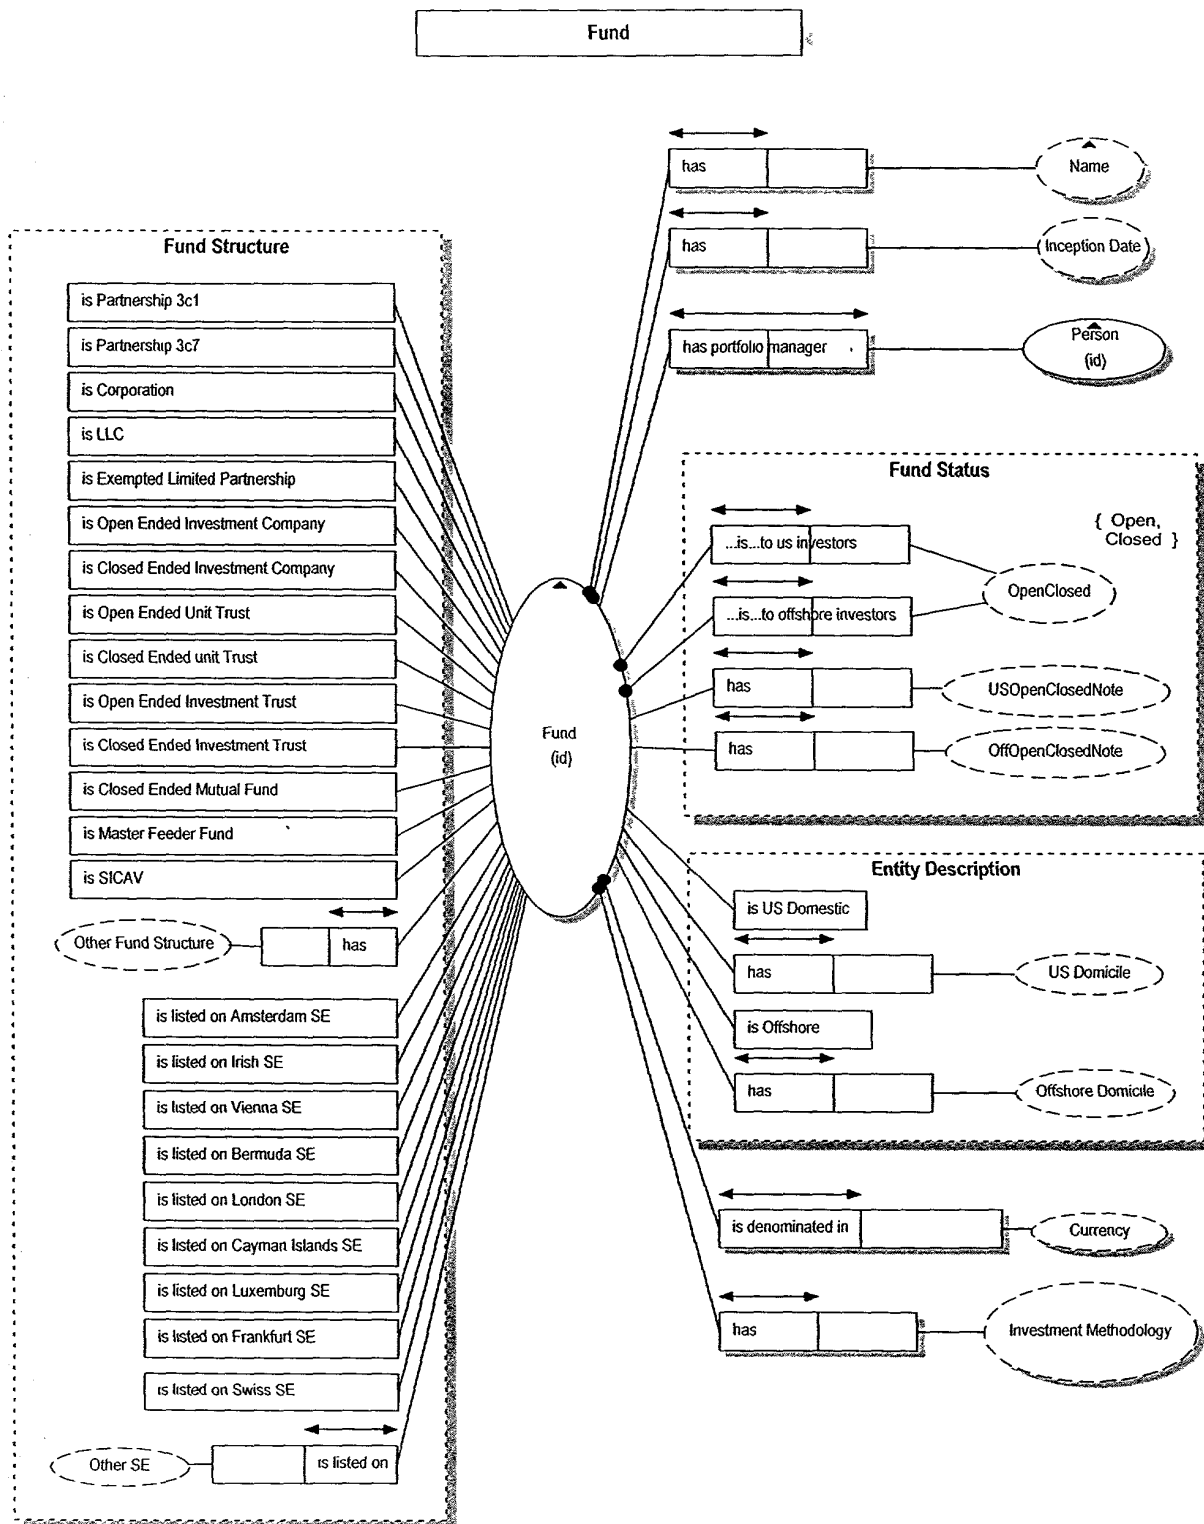 Fund
has
Name
has
Inception Date
has portfolio manager
Person
(id)
Fund Structure
is Partnership 3c1
is Partnership 3c7
is Corporation
is LLC
is Exempted Limited Partnership
is Open Ended Investment Company
is Closed Ended Investment Company
is Open Ended Unit Trust
is Closed Ended unit Trust
is Open Ended Investment Trust
is Closed Ended Investment Trust
is Closed Ended Mutual Fund
is Master Feeder Fund
is SICAV
Other Fund Structure
has
is listed on Amsterdam SE
is listed on Irish SE
is listed on Vienna SE
is listed on Bermuda SE
is listed on London SE
is listed on Cayman Islands SE
is listed on Luxemburg SE
is listed on Frankfurt SE
is listed on Swiss SE
Other SE
is listed on
Fund
(id)
Fund Status
{ Open,
Closed }
...is...to us investors
OpenClosed
...is...to offshore investors
has
USOpenClosedNote
has
OffOpenClosedNote
Entity Description
is US Domestic
has
US Domicile
is Offshore
has
Offshore Domicile
is denominated in
Currency
has
Investment Methodology